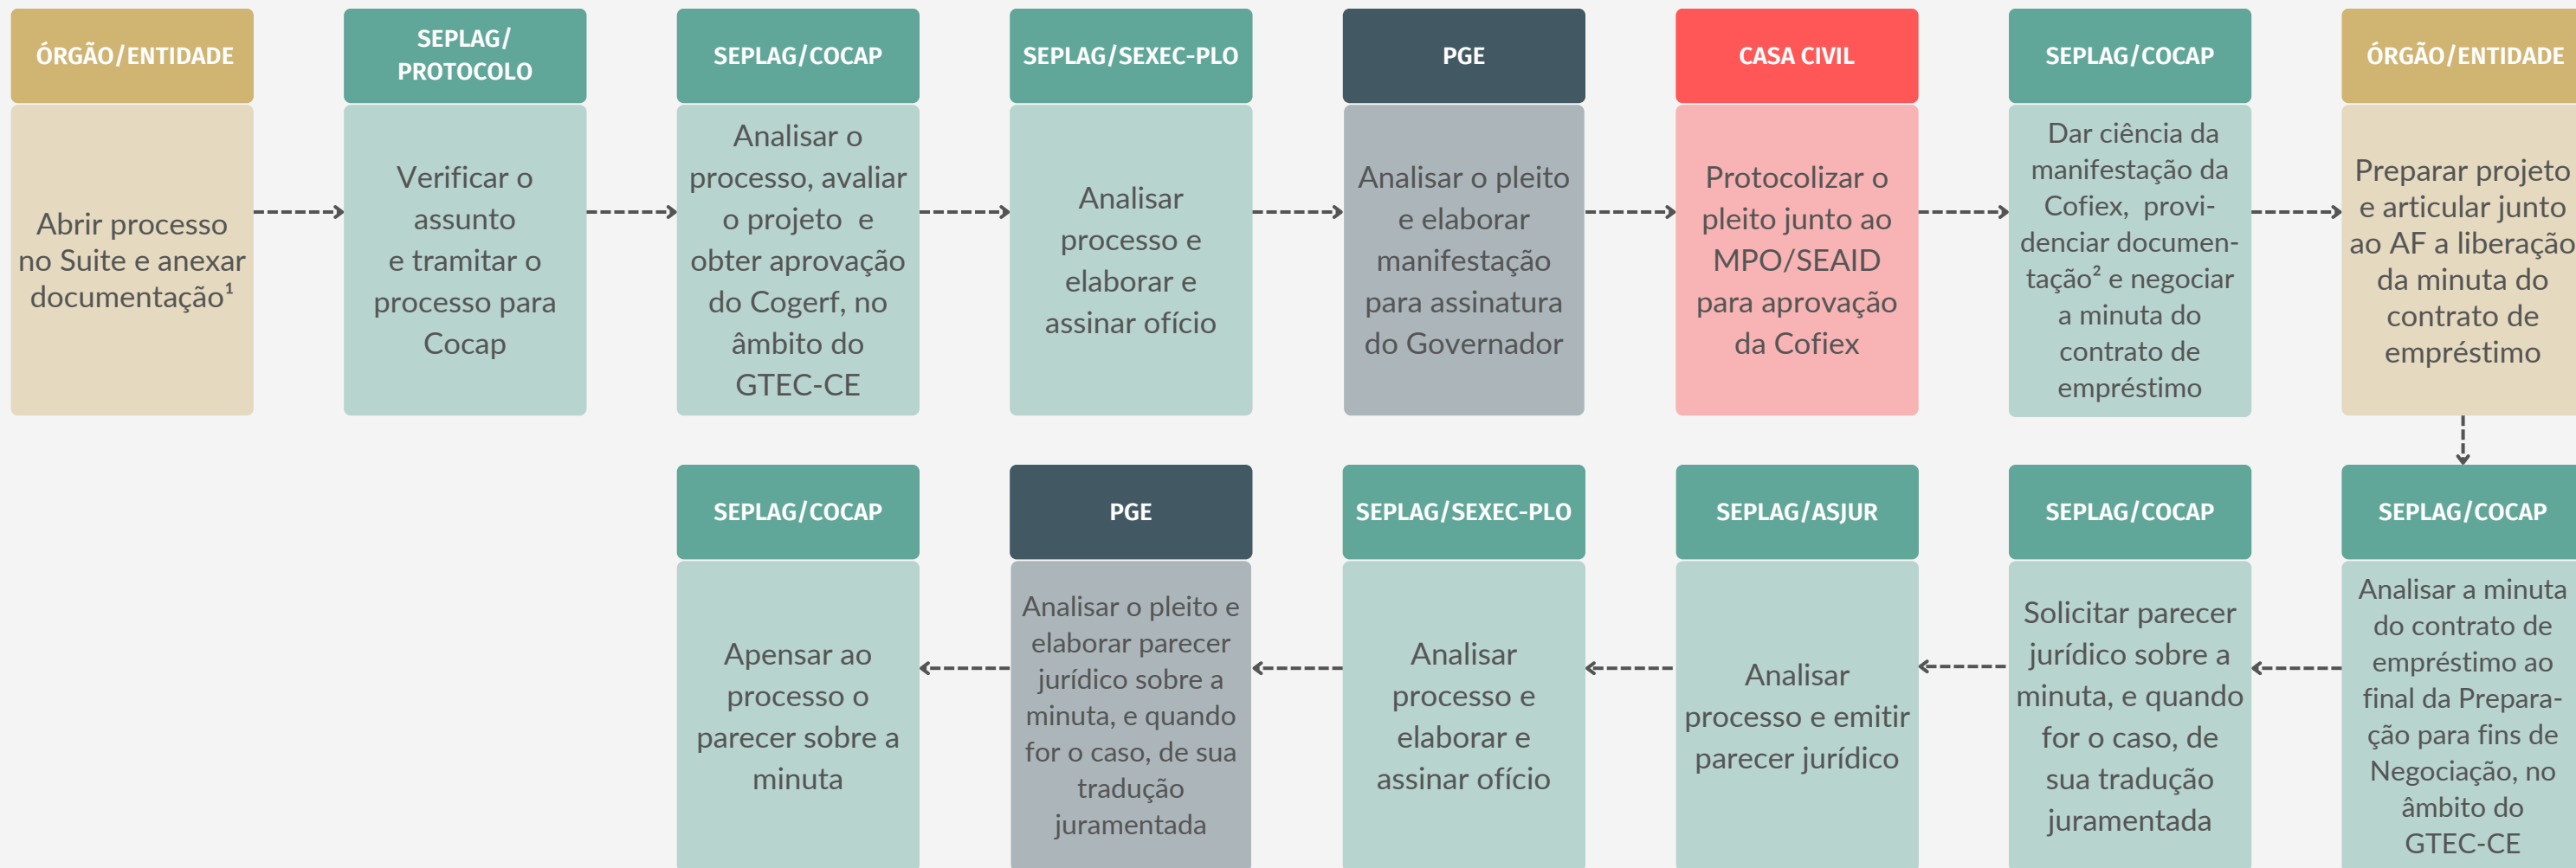 ÓRGÃO/ENTIDADE
Abrir processo
no Suite e anexar
documentação¹
SEPLAG/
PROTOCOLO
Verificar o
assunto
e tramitar o
processo para
Cocap
SEPLAG/COCAP
Analisar o
processo, avaliar
o projeto e
obter aprovação
do Cogerf, no
âmbito do
GTEC-CE
SEPLAG/SEXEC-PLO
Analisar
processo e
elaborar e
assinar ofício
PGE
Analisar o pleito
e elaborar
manifestação
para assinatura
do Governador
CASA CIVIL
Protocolizar o
pleito junto ao
MPO/SEAID
para aprovação
da Cofiex
SEPLAG/COCAP
Dar ciência da
manifestação da
Cofiex, provi-
denciar documen-
tação² e negociar
a minuta do
contrato de
empréstimo
ÓRGÃO/ENTIDADE
Preparar projeto
e articular junto
ao AF a liberação
da minuta do
contrato de
empréstimo
SEPLAG/COCAP
Analisar a minuta
do contrato de
empréstimo ao
final da Prepara-
ção para fins de
Negociação, no
âmbito do
GTEC-CE
SEPLAG/COCAP
Solicitar parecer
jurídico sobre a
minuta, e quando
for o caso, de
sua tradução
juramentada
SEPLAG/ASJUR
Analisar
processo e emitir
parecer jurídico
SEPLAG/SEXEC-PLO
Analisar
processo e
elaborar e
assinar ofício
PGE
Analisar o pleito e
elaborar parecer
jurídico sobre a
minuta, e quando
for o caso, de sua
tradução
juramentada
SEPLAG/COCAP
Apensar ao
processo o
parecer sobre a
minuta